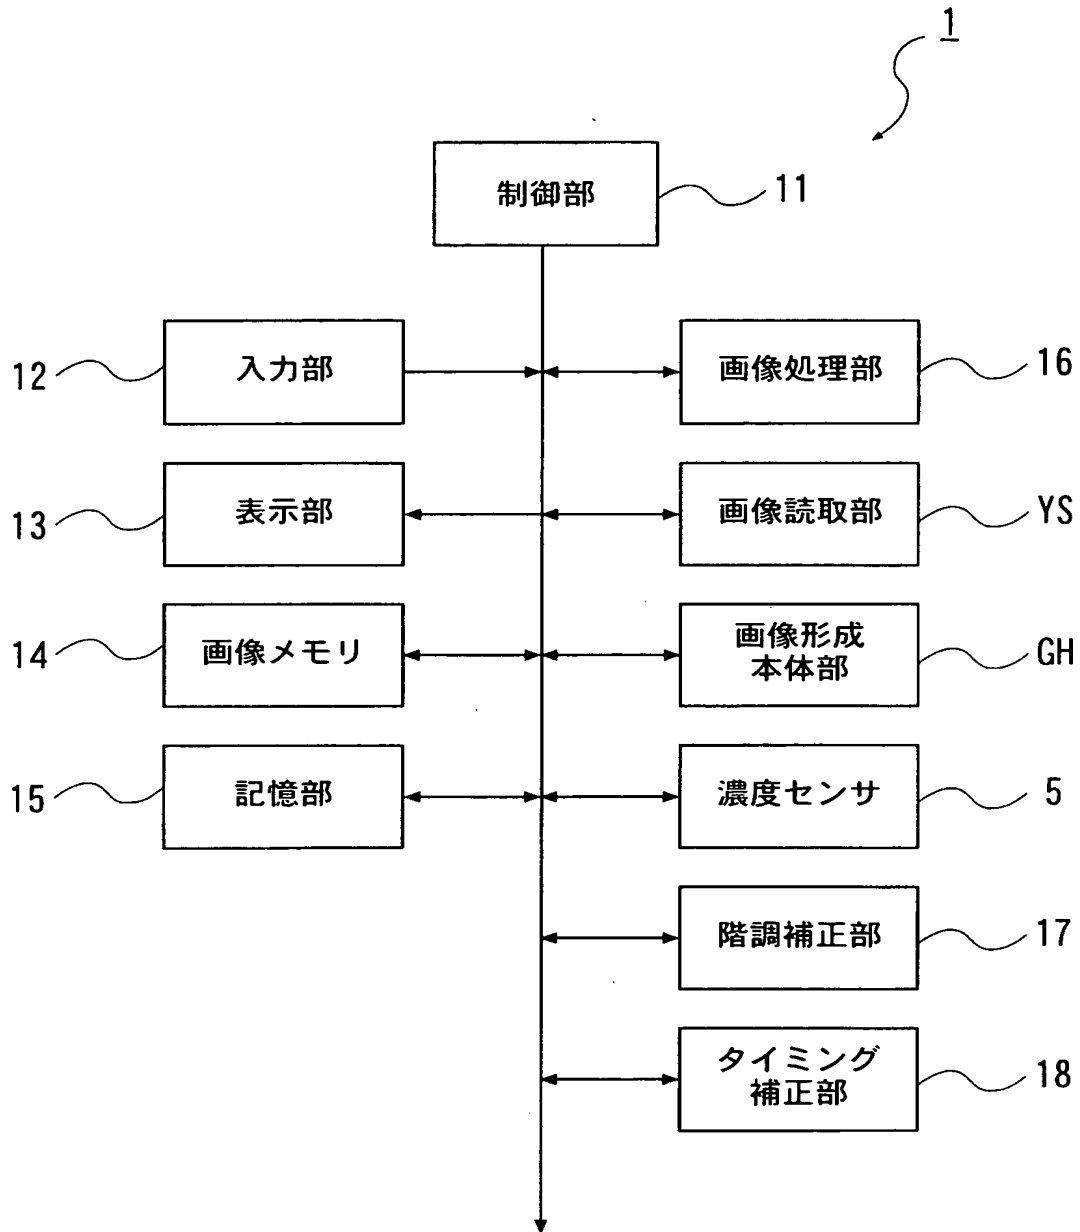 1
制御部
11
12
入力部
画像処理部
16
13
表示部
画像読取部
YS
14
画像メモリ
画像形成
本体部
GH
15
記憶部
濃度センサ
5
階調補正部
17
タイミング
補正部
18